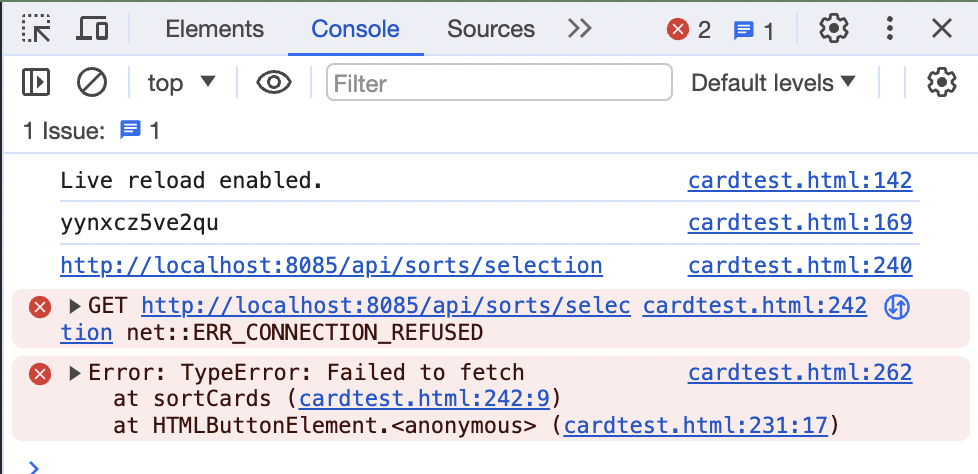 Elements Console Sources 2 1
top Filter Default levels
1 Issue: 1
Live reload enabled. cardtest.html:142
yynxcz5ve2qu cardtest.html:169
http://localhost:8085/api/sorts/selection cardtest.html:240
GET http://localhost:8085/api/sorts/selec cardtest.html:242
tion net::ERR_CONNECTION_REFUSED
Error: TypeError: Failed to fetch cardtest.html:262
at sortCards (cardtest.html:242:9)
at HTMLButtonElement.<anonymous> (cardtest.html:231:17)